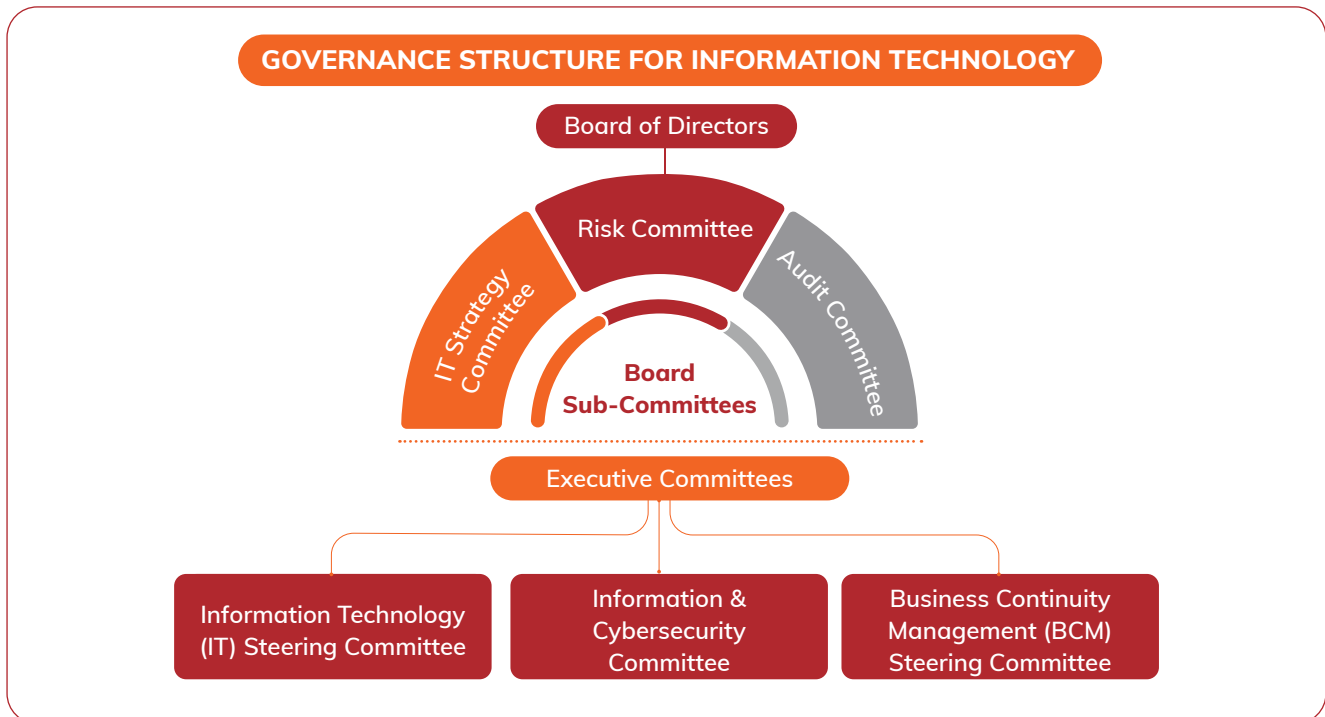 GOVERNANCE STRUCTURE FOR INFORMATION TECHNOLOGY
Board of Directors
Risk Committee
IT Strategy
Committee
Audit Committee
Board
Sub-Committees
Executive Committees
Information Technology
(IT) Steering Committee
Information &
Cybersecurity
Committee
Business Continuity
Management (BCM)
Steering Committee